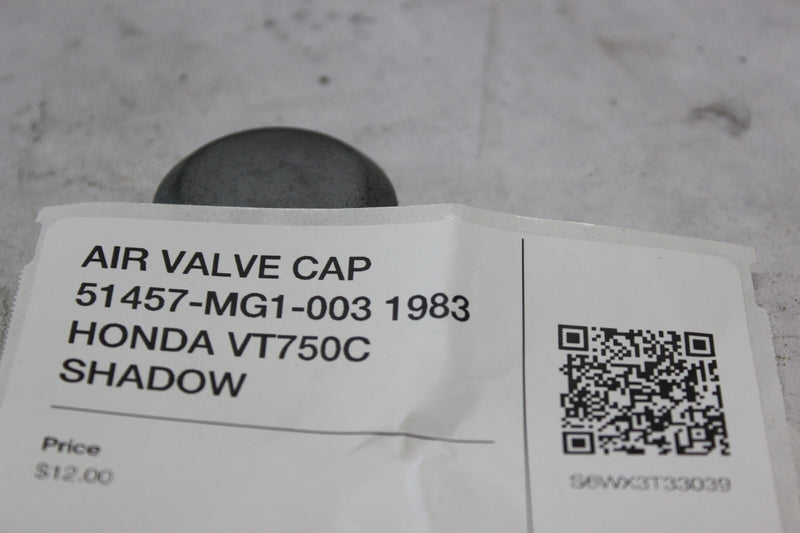 AIR VALVE CAP
51457-MG1-003 1983
HONDA VT750C
SHADOW
Price
$12.00
S6WX3T33039